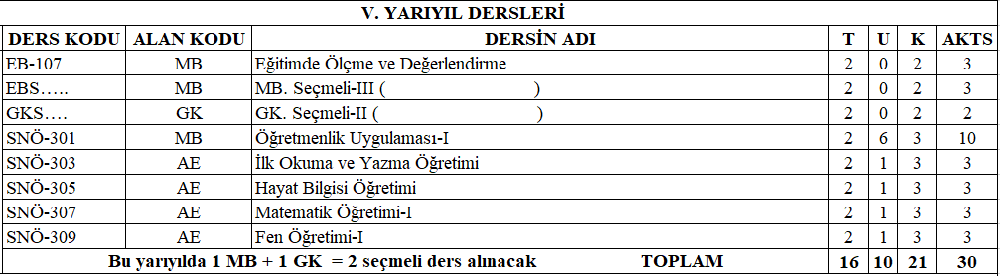 V. YARIYIL DERSLERİ
DERS KODU ALAN KODU DERSİN ADI T U K AKTS
EB-107 MB Eğitimde Ölçme ve Değerlendirme 2 0 2 3
EBS….. MB MB. Seçmeli-III ( ) 2 0 2 3
GKS…. GK GK. Seçmeli-II ( ) 2 0 2 2
SNÖ-301 MB Öğretmenlik Uygulaması-I 2 6 3 10
SNÖ-303 AE İlk Okuma ve Yazma Öğretimi 2 1 3 3
SNÖ-305 AE Hayat Bilgisi Öğretimi 2 1 3 3
SNÖ-307 AE Matematik Öğretimi-I 2 1 3 3
SNÖ-309 AE Fen Öğretimi-I 2 1 3 3
Bu yarıyılda 1 MB + 1 GK = 2 seçmeli ders alınacak TOPLAM 16 10 21 30